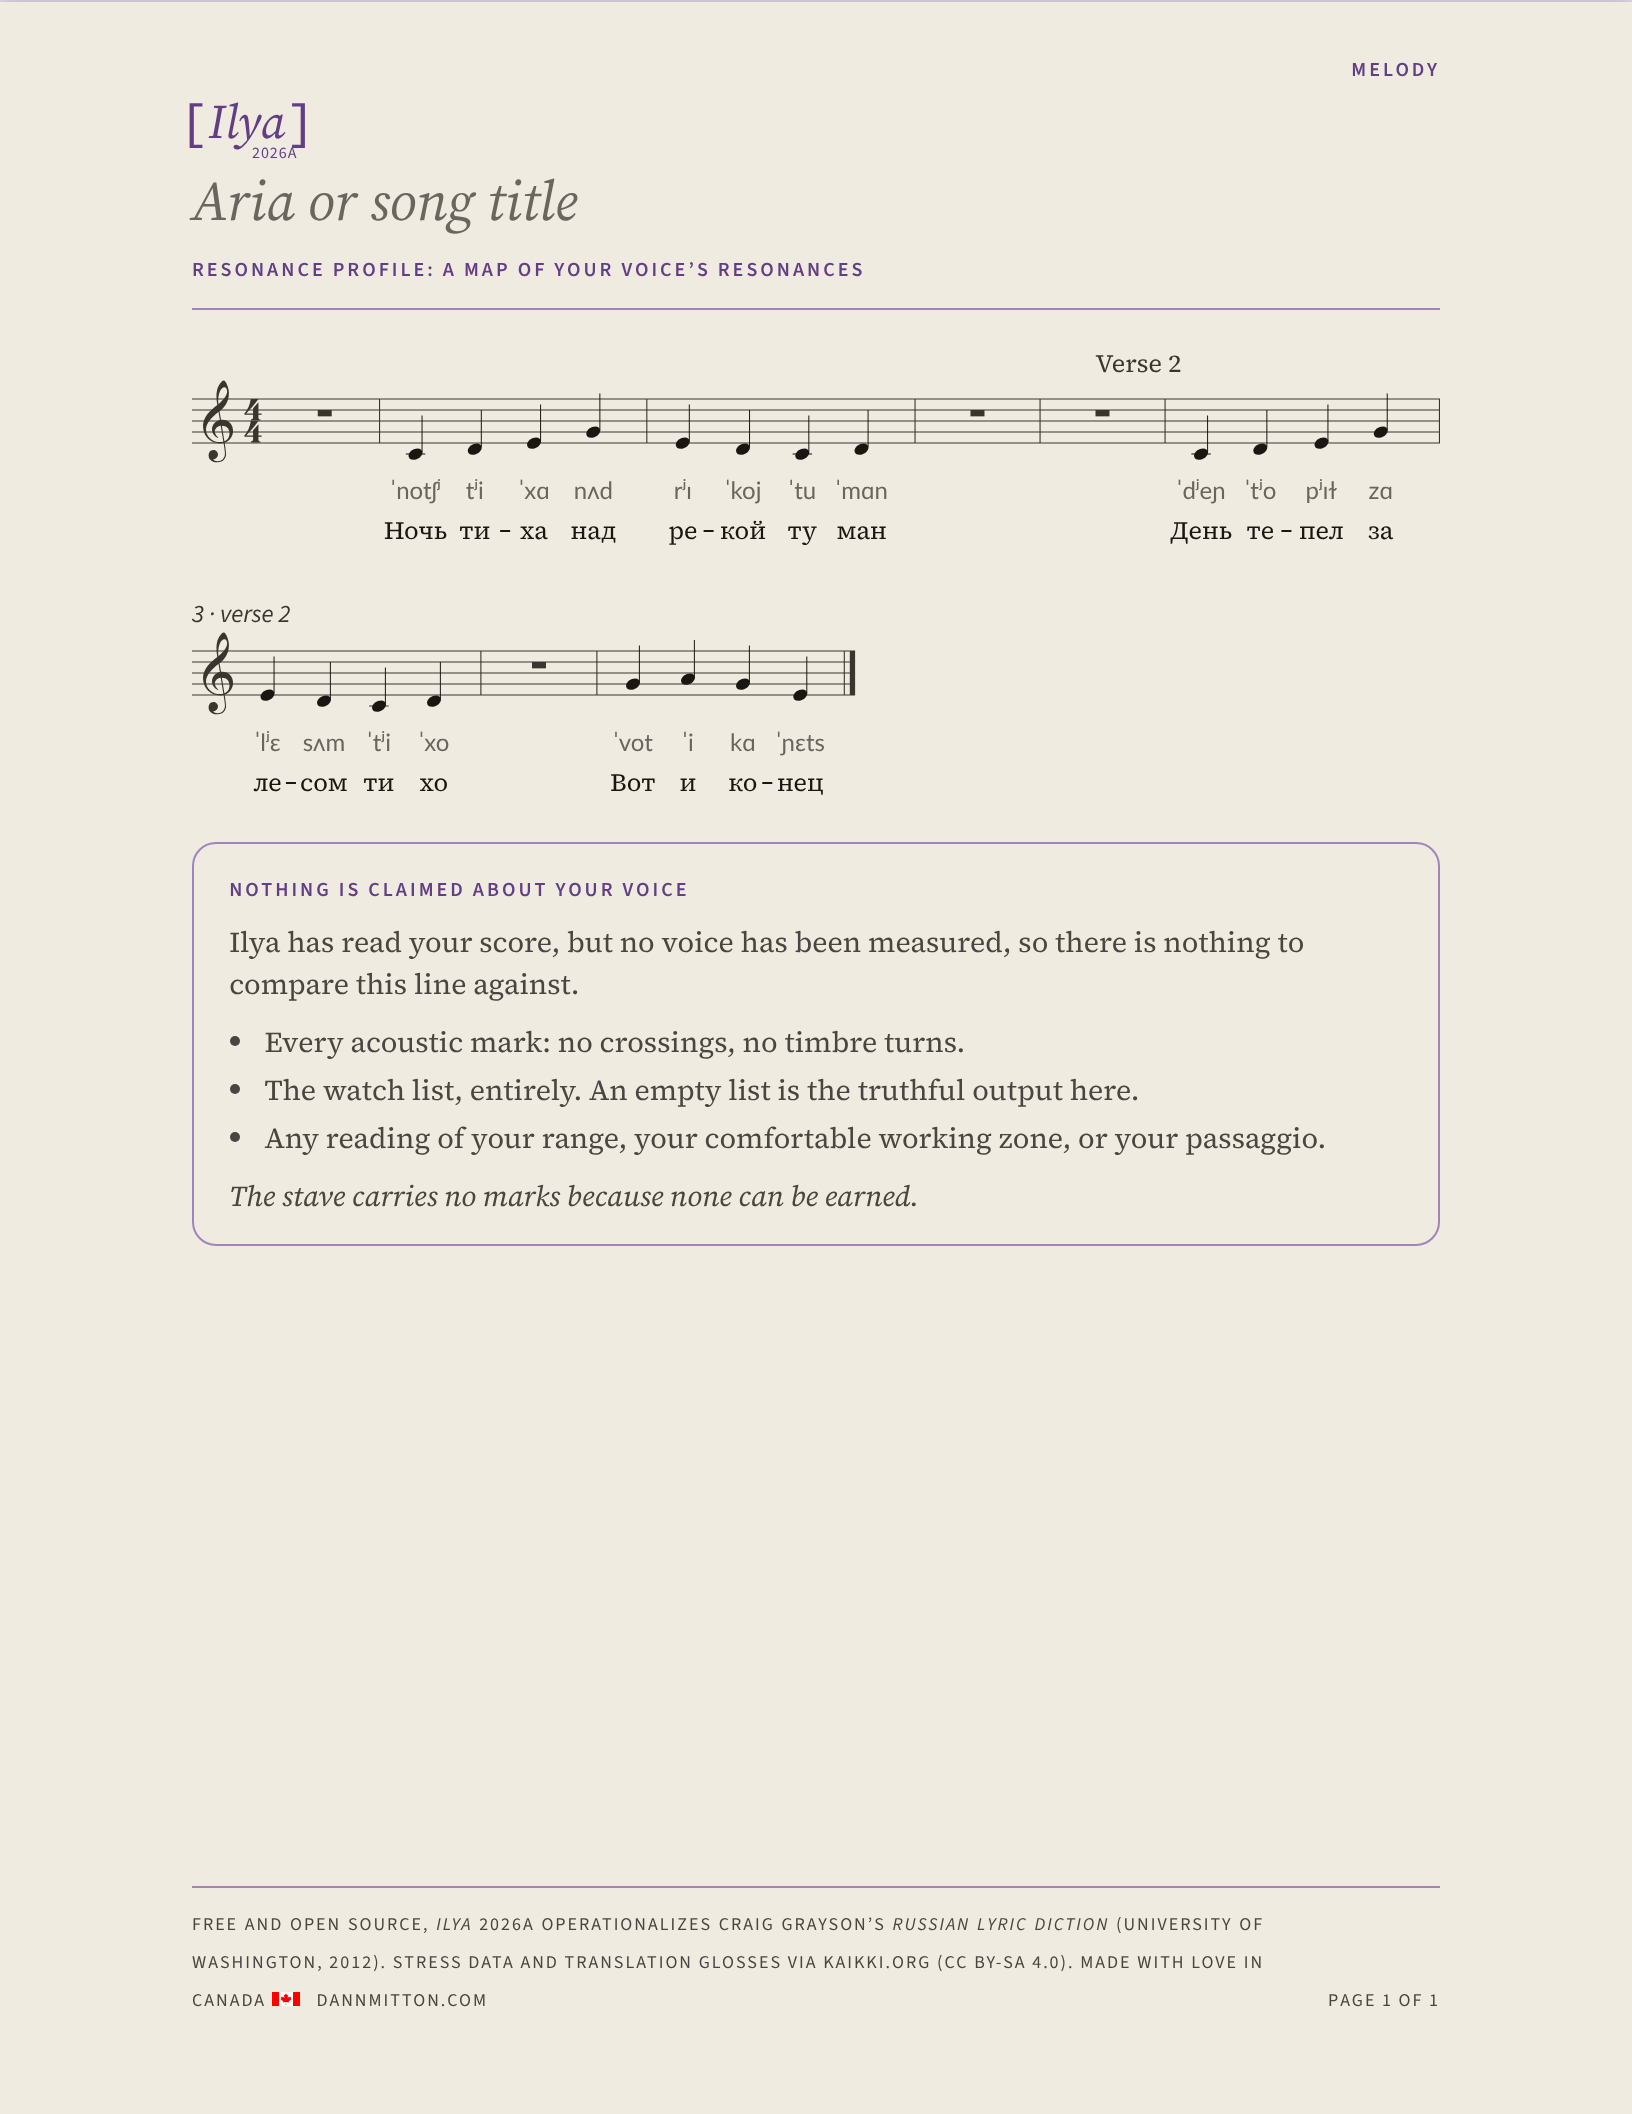 MELODY
[Ilya]
2026A
Aria or song title
RESONANCE PROFILE: A MAP OF YOUR VOICE’S RESONANCES
Verse 2
4
4
ˈnotʃʲ tʲi ˈxɑ nʌd rʲɪ ˈkoj ˈtu ˈmɑn ˈdʲeɲ ˈtʲo pʲɪɫ zɑ
Ночь ти – ха над ре – кой ту ман День те – пел за
3 · verse 2
ˈlʲɛ sʌm ˈtʲi ˈxo ˈvot ˈi kɑ ˈɲɛts
ле – сом ти хо Вот и ко – нец
NOTHING IS CLAIMED ABOUT YOUR VOICE
Ilya has read your score, but no voice has been measured, so there is nothing to
compare this line against.
• Every acoustic mark: no crossings, no timbre turns.
• The watch list, entirely. An empty list is the truthful output here.
• Any reading of your range, your comfortable working zone, or your passaggio.
The stave carries no marks because none can be earned.
FREE AND OPEN SOURCE, ILYA 2026A OPERATIONALIZES CRAIG GRAYSON’S RUSSIAN LYRIC DICTION (UNIVERSITY OF
WASHINGTON, 2012). STRESS DATA AND TRANSLATION GLOSSES VIA KAIKKI.ORG (CC BY-SA 4.0). MADE WITH LOVE IN
CANADA 🇨🇦 DANNMITTON.COM PAGE 1 OF 1